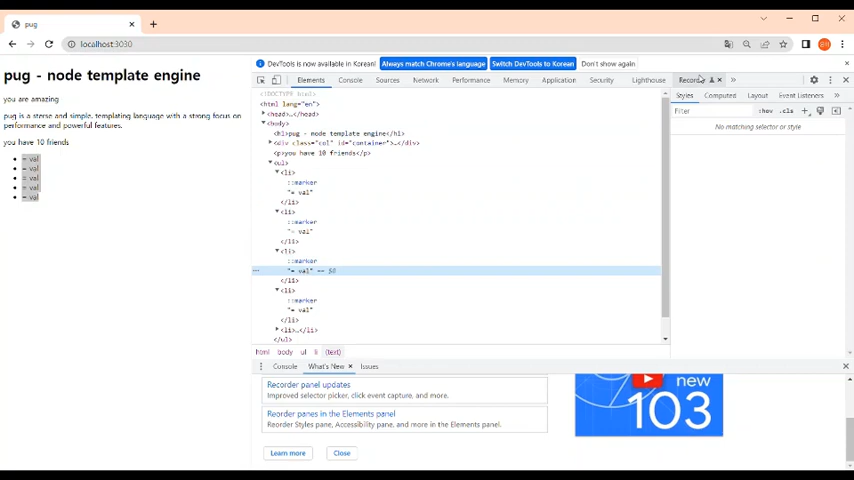 pug
localhost:3030
DevTools is now available in Korean! Always match Chrome's language Switch DevTools to Korean Don't show again
Elements Console Sources Network Performance Memory Application Security Lighthouse
pug - node template engine
you are amazing
pug is a sterse and simple. templating language with a strong focus on
performance and powerful features.
you have 10 friends
= val
= val
= val
= val
= val
<!DOCTYPE html>
<html lang="en">
<head>…</head>
<body>
<h1>pug - node template engine</h1>
<div class="col" id="container">…</div>
<p>you have 10 friends</p>
<ul>
<li>
::marker
"= val"
</li>
<li>
::marker
"= val"
</li>
<li>
::marker
"= val" == $0
</li>
<li>
::marker
"= val"
</li>
<li>…</li>
</ul>
html body ul li (text)
Styles Computed Layout Event Listeners
Filter :hov .cls
No matching selector or style
Console What's New Issues
Recorder panel updates
Improved selector picker, click event capture, and more.
Reorder panes in the Elements panel
Reorder Styles pane, Accessibility pane, and more in the Elements panel.
Learn more Close
new
103